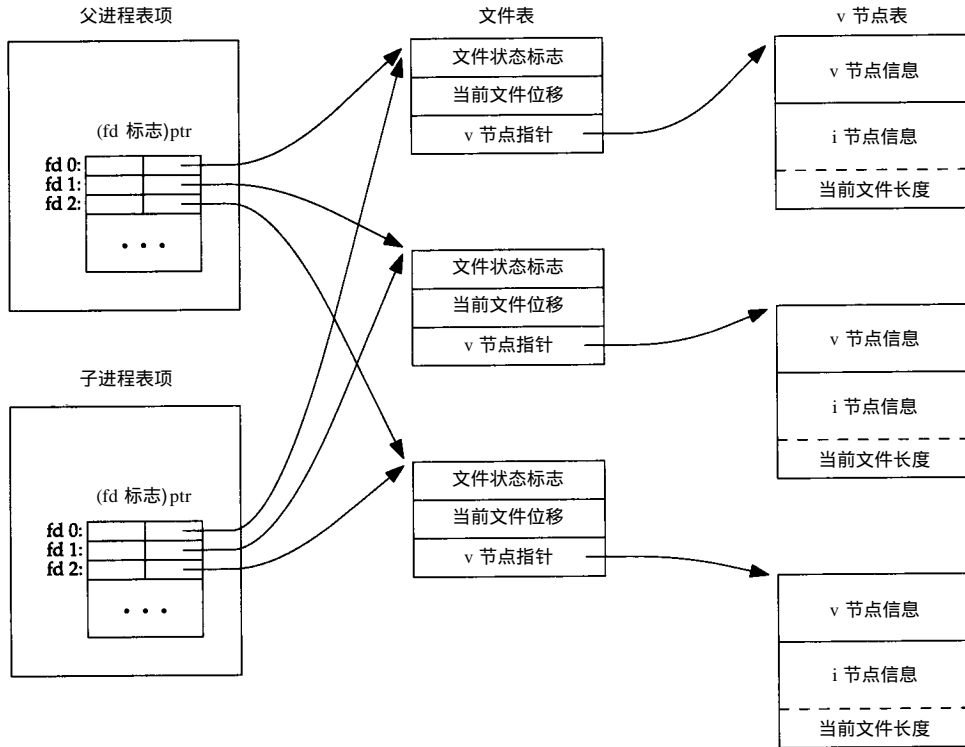 父进程表项
(fd 标志)ptr
fd 0:
fd 1:
fd 2:
• • •
子进程表项
(fd 标志)ptr
fd 0:
fd 1:
fd 2:
• • •
文件表
文件状态标志
当前文件位移
v 节点指针
文件状态标志
当前文件位移
v 节点指针
文件状态标志
当前文件位移
v 节点指针
v 节点表
v 节点信息
i 节点信息
当前文件长度
v 节点信息
i 节点信息
当前文件长度
v 节点信息
i 节点信息
当前文件长度